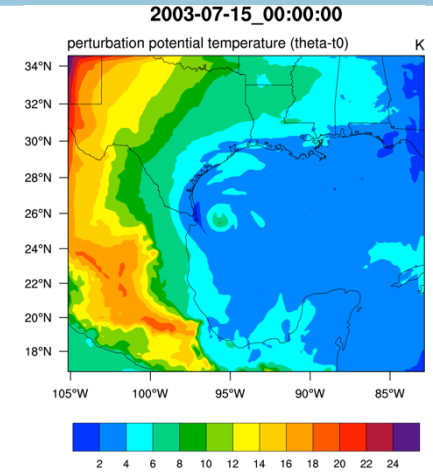 2003-07-15_00:00:00
perturbation potential temperature (theta-t0) K
34°N
32°N
30°N
28°N
26°N
24°N
22°N
20°N
18°N
105°W 100°W 95°W 90°W 85°W
2 4 6 8 10 12 14 16 18 20 22 24